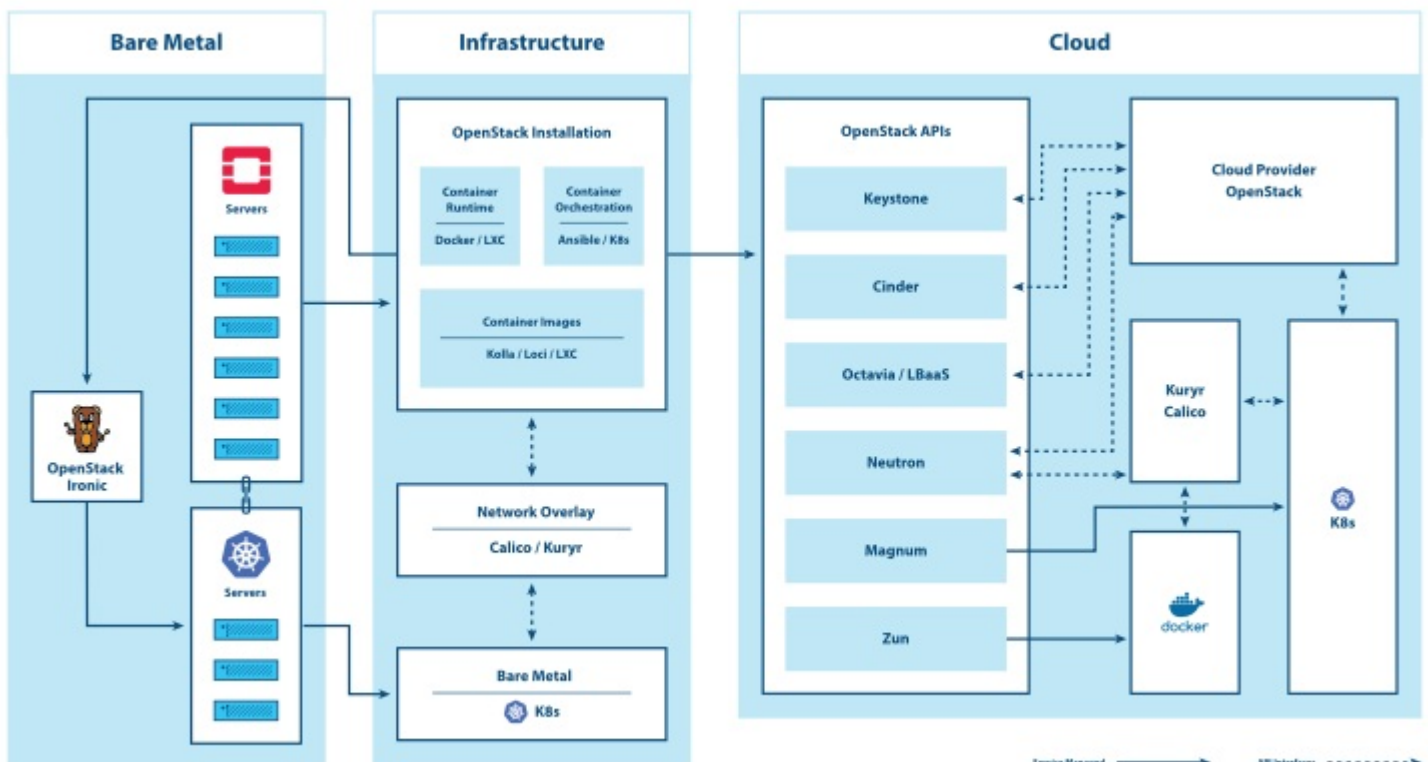 Bare Metal
Infrastructure
Cloud
Servers
OpenStack
Ironic
Servers
OpenStack Installation
Container
Runtime
Docker / LXC
Container
Orchestration
Ansible / K8s
Container Images
Kolla / Loci / LXC
Network Overlay
Calico / Kuryr
Bare Metal
K8s
OpenStack APIs
Keystone
Cinder
Octavia / LBaaS
Neutron
Magnum
Zun
Cloud Provider
OpenStack
Kuryr
Calico
docker
K8s